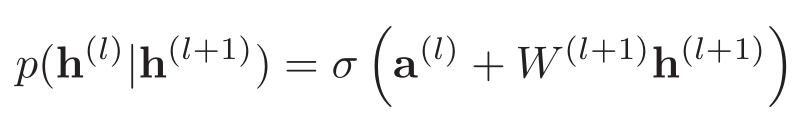 p(𝐡^{(l)}|𝐡^{(l+1)}) = σ(𝐚^{(l)} + W^{(l+1)}𝐡^{(l+1)})